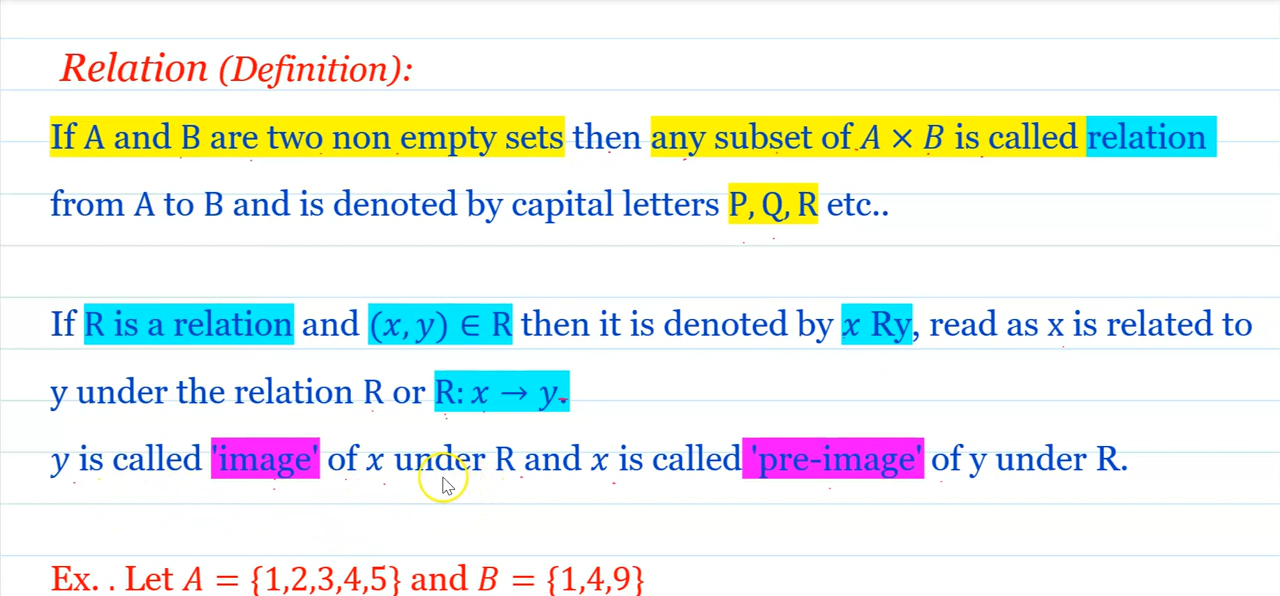 Relation (Definition):
If A and B are two non empty sets then any subset of A × B is called relation
from A to B and is denoted by capital letters P, Q, R etc..
If R is a relation and (x, y) ∈ R then it is denoted by x Ry, read as x is related to
y under the relation R or R: x → y.
y is called 'image' of x under R and x is called 'pre-image' of y under R.
Ex. . Let A = {1,2,3,4,5} and B = {1,4,9}